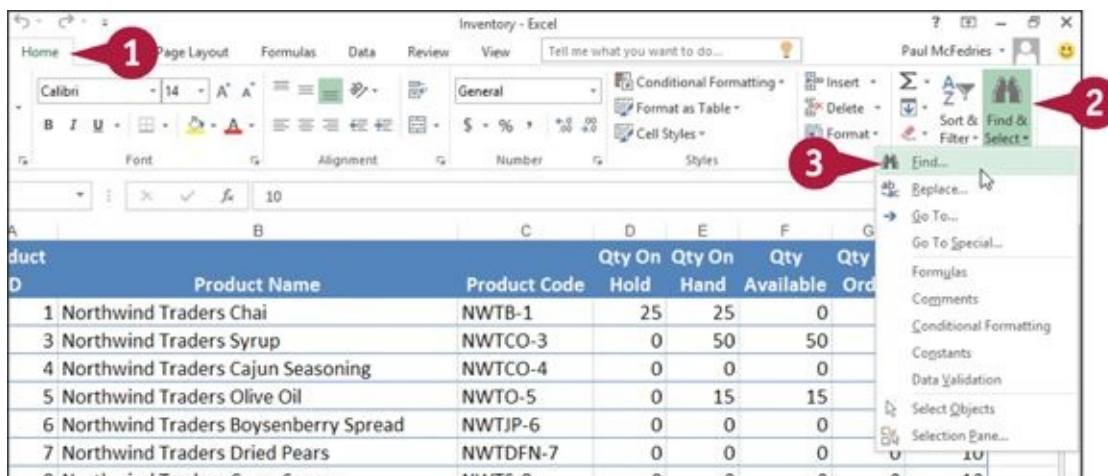 Inventory - Excel
Home 1 Page Layout Formulas Data Review View Tell me what you want to do... Paul McFedries
Calibri 14 A A General Conditional Formatting Insert Σ
Format as Table Delete
B I U A $ % , Cell Styles Format Sort & Filter Find & Select 2
Font Alignment Number Styles
3 Find...
Replace...
Go To...
Go To Special...
Formulas
Comments
Conditional Formatting
Constants
Data Validation
Select Objects
Selection Pane...
fx 10
A B C D E F G
duct Qty On Qty On Qty Qty
D Product Name Product Code Hold Hand Available Ord
1 Northwind Traders Chai NWTB-1 25 25 0
3 Northwind Traders Syrup NWTCO-3 0 50 50
4 Northwind Traders Cajun Seasoning NWTCO-4 0 0 0
5 Northwind Traders Olive Oil NWTO-5 0 15 15
6 Northwind Traders Boysenberry Spread NWTJP-6 0 0 0
7 Northwind Traders Dried Pears NWTDFN-7 0 0 0 0 10